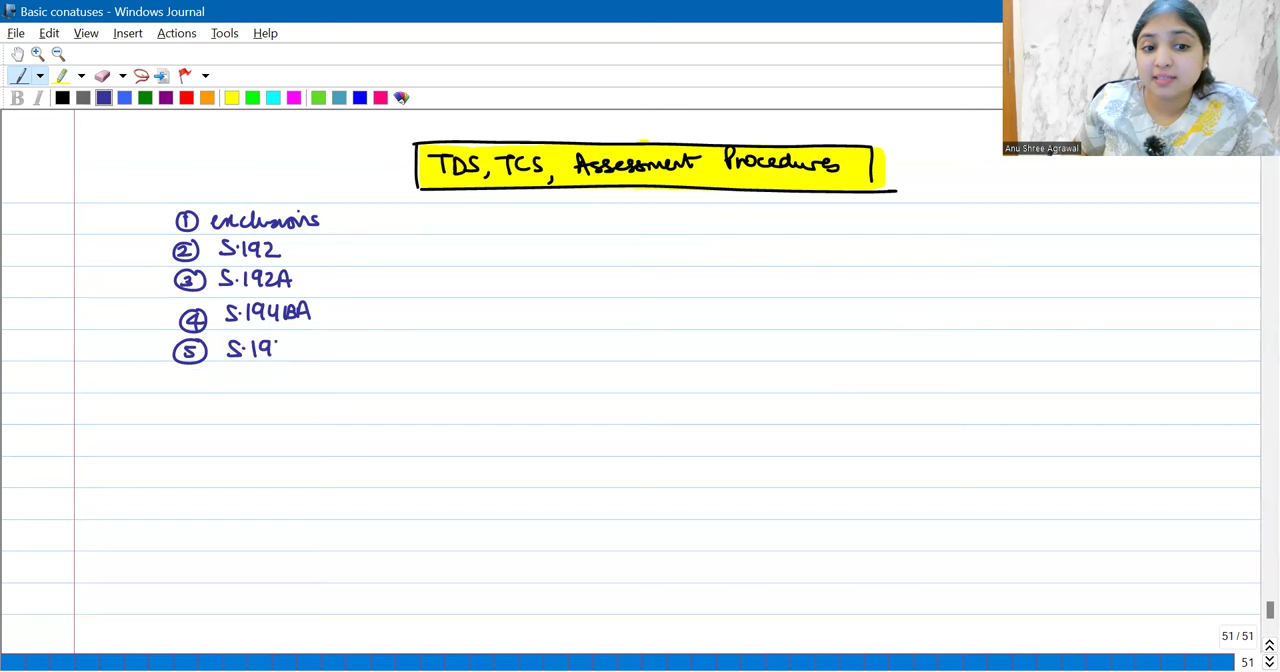 Basic conatuses - Windows Journal
File Edit View Insert Actions Tools Help
B I
Anu Shree Agrawal
TDS, TCS, Assessment Procedures
① exclusions
② S.192
③ S.192A
④ S.194BA
⑤ S.19
51 / 51
51